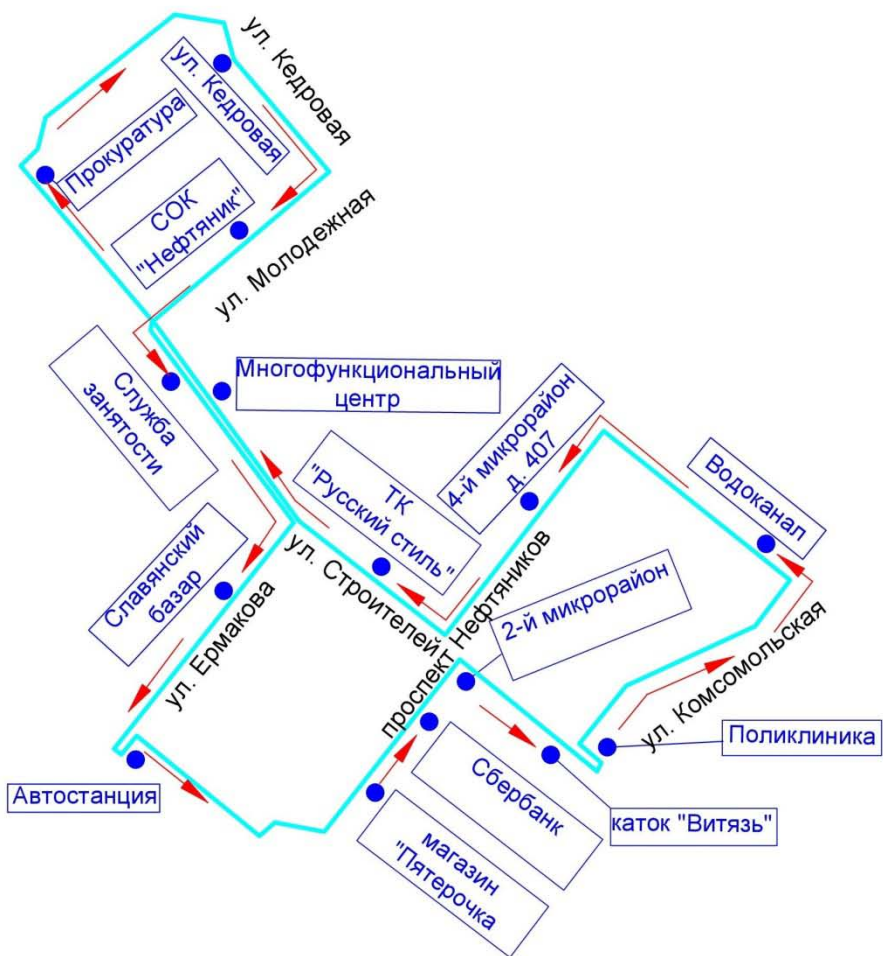 ул. Кедровая
ул. Кедровая
Прокуратура
СОК
"Нефтяник"
ул. Молодежная
Служба
занятости
Многофункциональный
центр
ТК
"Русский стиль"
4-й микрорайон
д. 407
Водоканал
Славянский
базар
ул. Ермакова
ул. Строителей
проспект Нефтяников
2-й микрорайон
ул. Комсомольская
Поликлиника
Автостанция
Сбербанк
каток "Витязь"
магазин
"Пятерочка